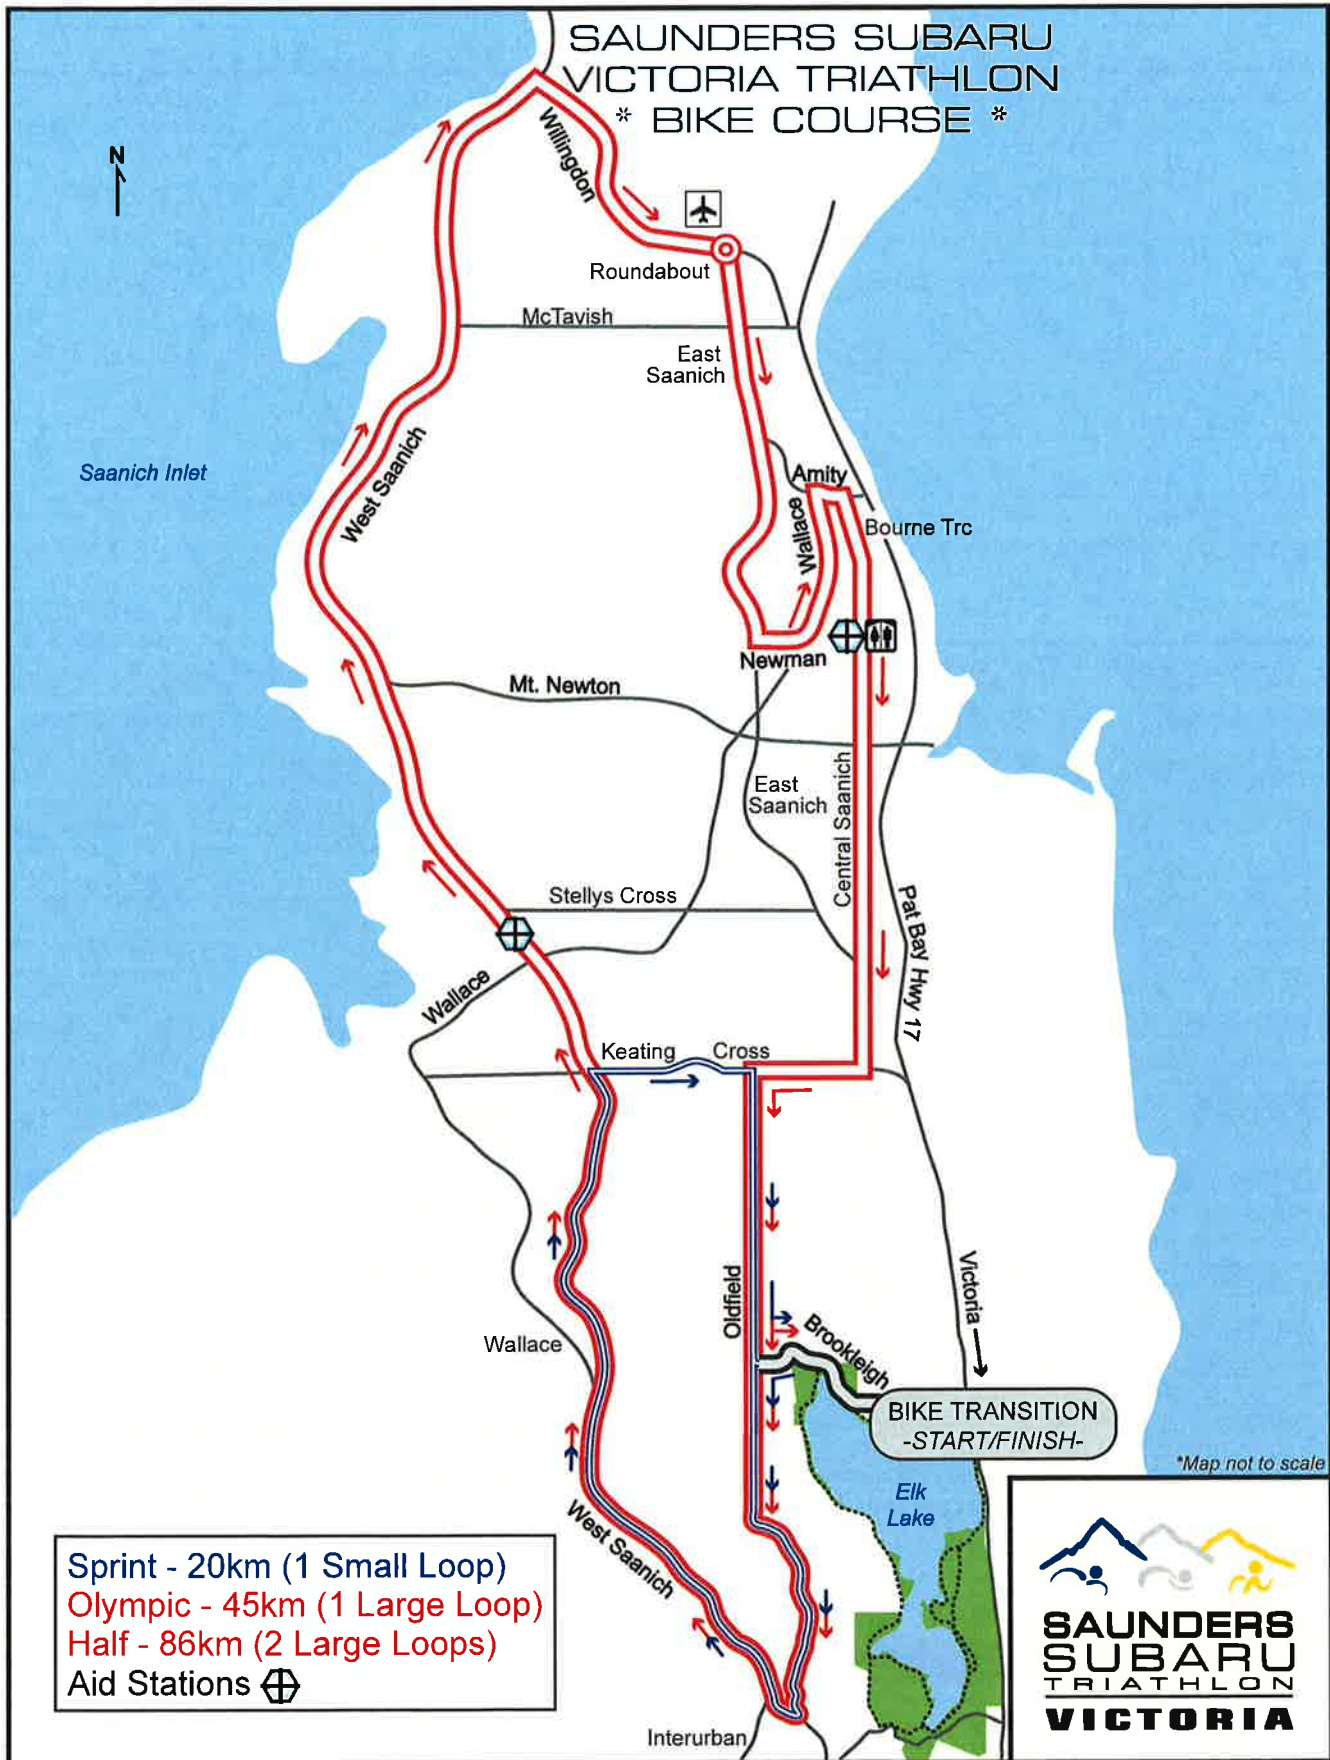 SAUNDERS SUBARU
VICTORIA TRIATHLON
* BIKE COURSE *
N
Willingdon
Roundabout
McTavish
East
Saanich
Saanich Inlet
West Saanich
Amity
Wallace
Bourne Trc
Newman
Mt. Newton
East
Saanich
Central Saanich
Stellys Cross
Pat Bay Hwy 17
Wallace
Keating Cross
Oldfield
Victoria
Wallace
Brookleigh
BIKE TRANSITION
-START/FINISH-
*Map not to scale
Elk
Lake
West Saanich
Interurban
Sprint - 20km (1 Small Loop)
Olympic - 45km (1 Large Loop)
Half - 86km (2 Large Loops)
Aid Stations
SAUNDERS
SUBARU
TRIATHLON
VICTORIA